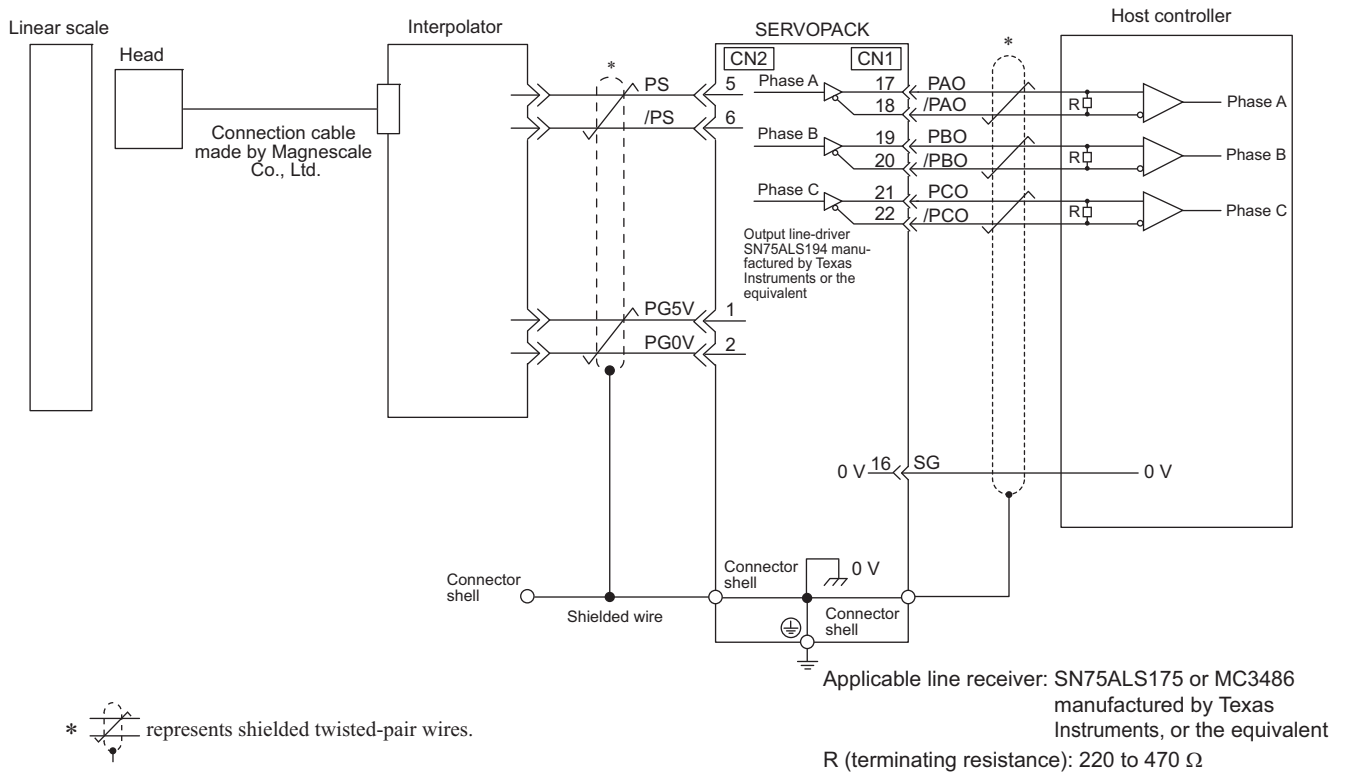 Linear scale
Head
Connection cable
made by Magnescale
Co., Ltd.
Interpolator
*
PS
/PS
PG5V
PG0V
SERVOPACK
CN2
CN1
5
6
1
2
Phase A
17
PAO
18
/PAO
Phase B
19
PBO
20
/PBO
Phase C
21
PCO
22
/PCO
Output line-driver
SN75ALS194 manu-
factured by Texas
Instruments or the
equivalent
*
Host controller
R
Phase A
R
Phase B
R
Phase C
0 V
16
SG
0 V
Connector
shell
Shielded wire
Connector
shell
0 V
Connector
shell
Applicable line receiver: SN75ALS175 or MC3486
manufactured by Texas
Instruments, or the equivalent
R (terminating resistance): 220 to 470 Ω
* represents shielded twisted-pair wires.